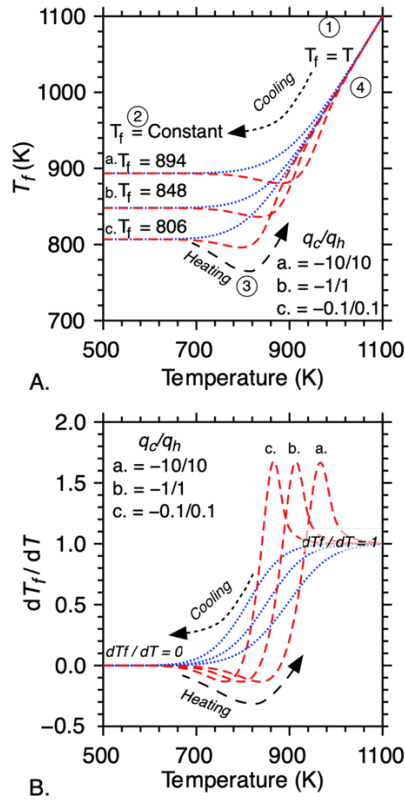 1100
1000
900
800
700
500
700
900
1100
T_f (K)
Temperature (K)
①
T_f = T
④
Cooling
②
T_f = Constant
a. T_f = 894
b. T_f = 848
c. T_f = 806
Heating
③
q_c/q_h
a. = −10/10
b. = −1/1
c. = −0.1/0.1
A.
2.0
1.5
1.0
0.5
0.0
−0.5
500
700
900
1100
dT_f / dT
Temperature (K)
q_c/q_h
a. = −10/10
b. = −1/1
c. = −0.1/0.1
c. b. a.
dTf / dT = 1
Cooling
dTf / dT = 0
Heating
B.